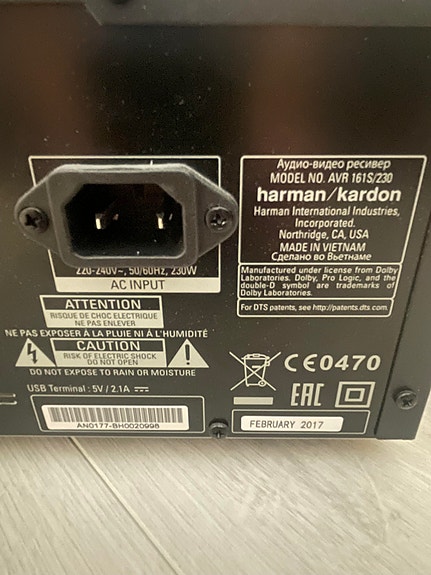 Аудио-видео ресивер
MODEL NO. AVR 161S/230
harman/kardon
Harman International Industries,
Incorporated.
Northridge, CA, USA
MADE IN VIETNAM
Сделано во Вьетнаме
Manufactured under license from Dolby
Laboratories. Dolby, Pro Logic, and the
double-D symbol are trademarks of
Dolby Laboratories.
For DTS patents, see http://patents.dts.com.
220-240V~, 50/60Hz, 230W
AC INPUT
ATTENTION
RISQUE DE CHOC ELECTRIQUE
NE PAS ENLEVER
NE PAS EXPOSER À LA PLUIE NI À L'HUMIDITÉ
CAUTION
RISK OF ELECTRIC SHOCK
DO NOT OPEN
DO NOT EXPOSE TO RAIN OR MOISTURE
USB Terminal : 5V / 2.1A
AN0177-BH0020998
CE0470
EAC
FEBRUARY 2017